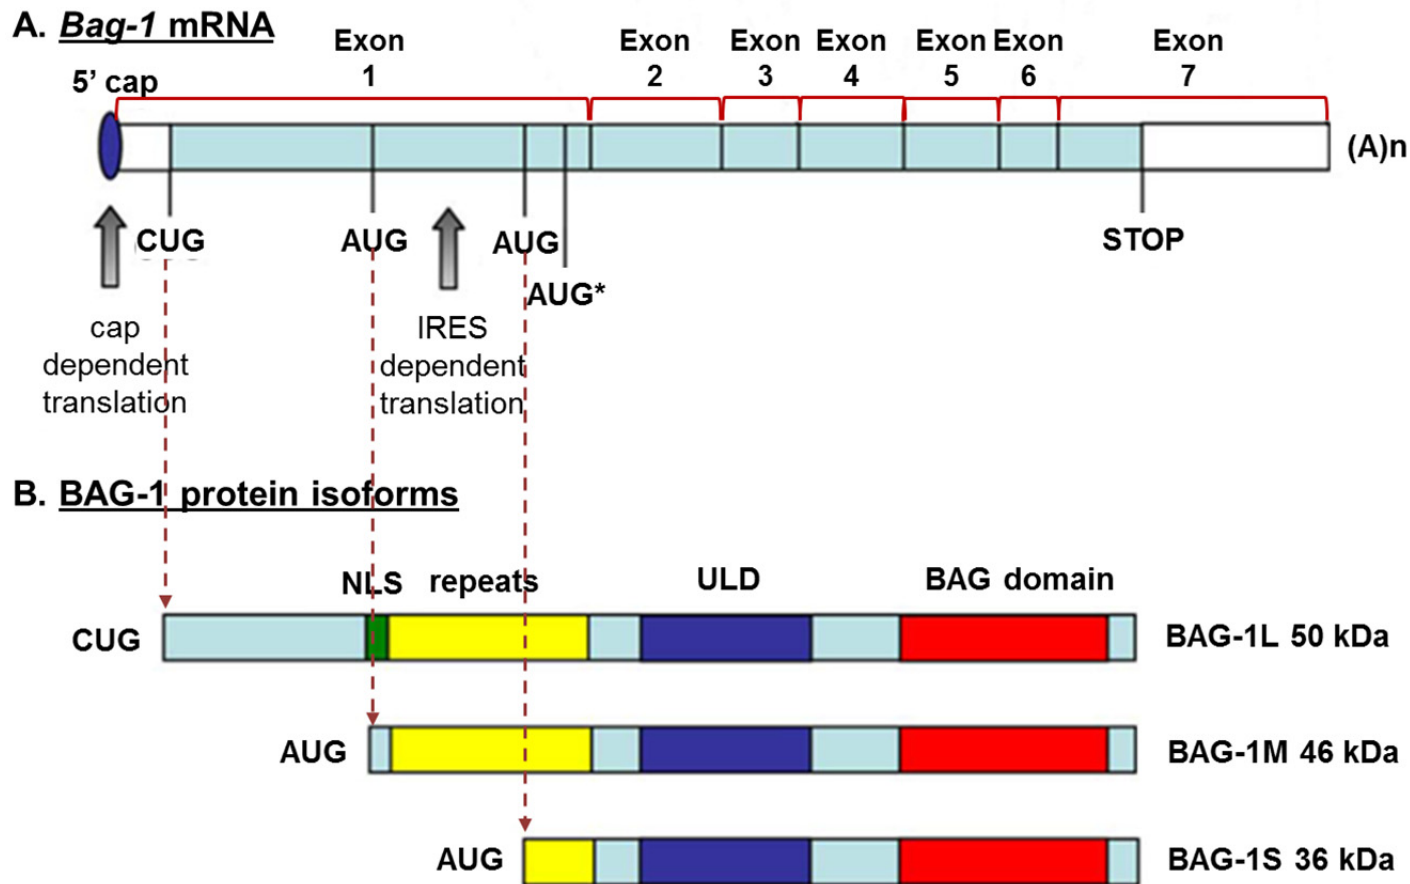 A. Bag-1 mRNA
5’ cap
Exon 1
Exon 2
Exon 3
Exon 4
Exon 5
Exon 6
Exon 7
(A)n
CUG
AUG
AUG
AUG*
STOP
cap
dependent
translation
IRES
dependent
translation
B. BAG-1 protein isoforms
NLS
repeats
ULD
BAG domain
CUG
BAG-1L 50 kDa
AUG
BAG-1M 46 kDa
AUG
BAG-1S 36 kDa